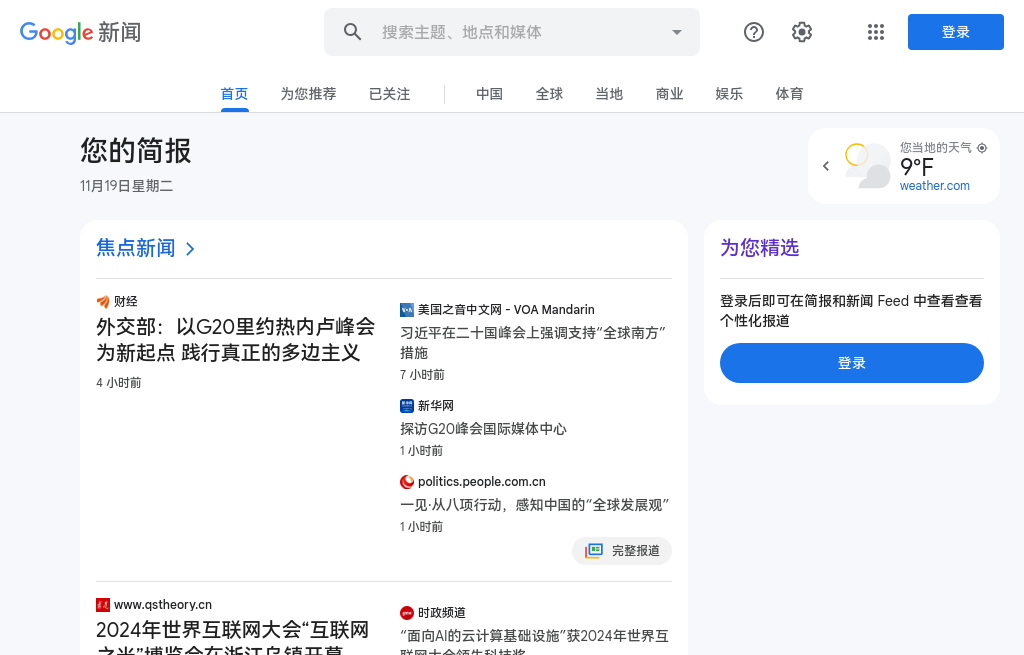 Google 新闻
搜索主题、地点和媒体
登录
首页
为您推荐
已关注
中国
全球
当地
商业
娱乐
体育
您的简报
11月19日星期二
您当地的天气
9°F
weather.com
焦点新闻
财经
外交部：以G20里约热内卢峰会
为新起点 践行真正的多边主义
4 小时前
美国之音中文网 - VOA Mandarin
习近平在二十国峰会上强调支持“全球南方”
措施
7 小时前
新华网
探访G20峰会国际媒体中心
1 小时前
politics.people.com.cn
一见·从八项行动，感知中国的“全球发展观”
1 小时前
完整报道
www.qstheory.cn
2024年世界互联网大会“互联网
之光”博览会在浙江乌镇开幕
时政频道
“面向AI的云计算基础设施”获2024年世界互
联网大会领先科技奖
为您精选
登录后即可在简报和新闻 Feed 中查看查看
个性化报道
登录